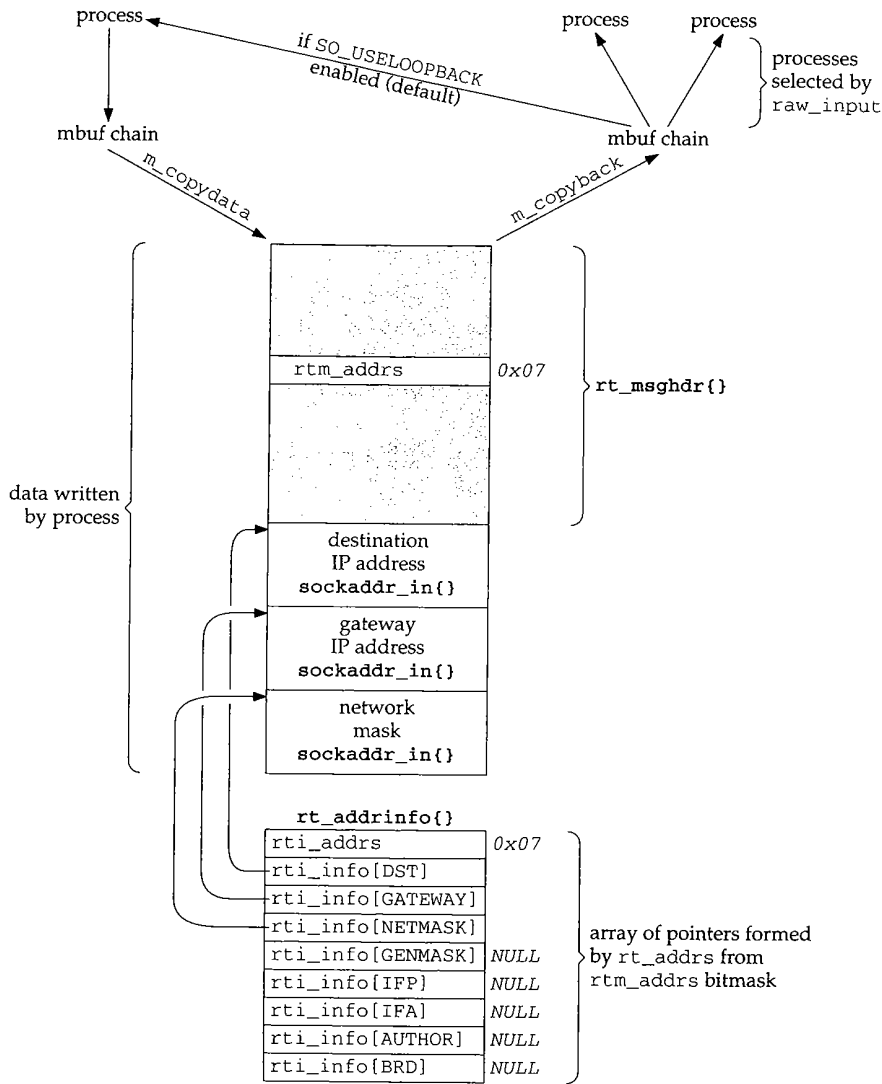 process
process
process
if SO_USELOOPBACK
enabled (default)
processes
selected by
raw_input
mbuf chain
mbuf chain
m_copydata
m_copyback
rtm_addrs
0x07
rt_msghdr{}
data written
by process
destination
IP address
sockaddr_in{}
gateway
IP address
sockaddr_in{}
network
mask
sockaddr_in{}
rt_addrinfo{}
rti_addrs
0x07
rti_info[DST]
rti_info[GATEWAY]
rti_info[NETMASK]
rti_info[GENMASK]
NULL
rti_info[IFP]
NULL
rti_info[IFA]
NULL
rti_info[AUTHOR]
NULL
rti_info[BRD]
NULL
array of pointers formed
by rt_addrs from
rtm_addrs bitmask